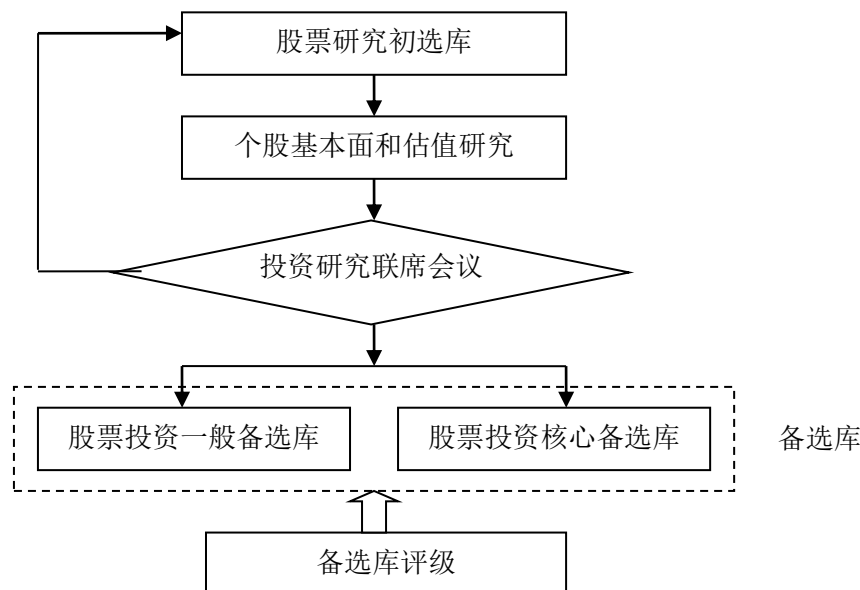 股票研究初选库
个股基本面和估值研究
投资研究联席会议
股票投资一般备选库
股票投资核心备选库
备选库
备选库评级